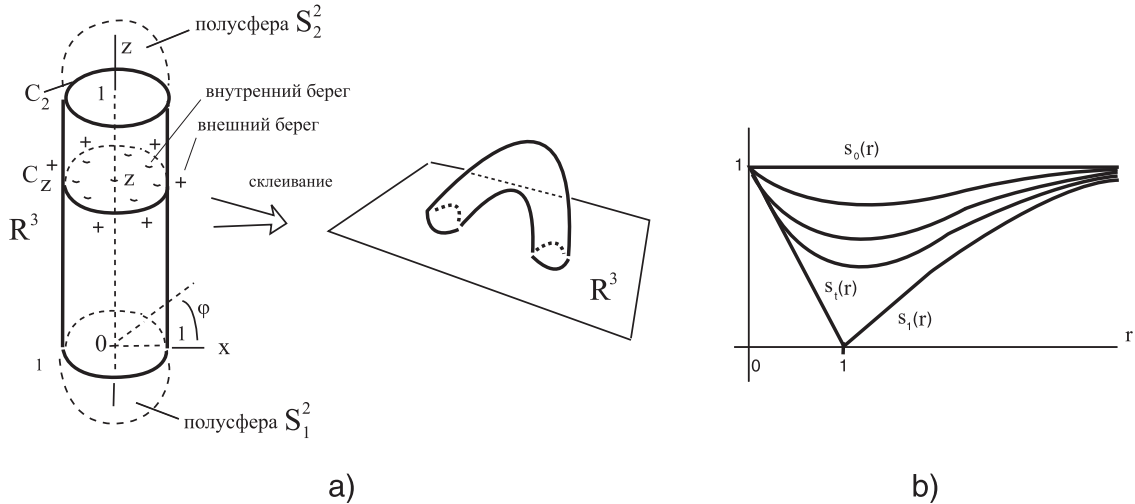 полусфера S₂²
z
C₂
1
внутренний берег
внешний берег
+ + + + + +
- - - - - -
C_z
z
склеивание
R³
R³
φ
0
1
x
1
полусфера S₁²
a)
1
s₀(r)
s_t(r)
s₁(r)
r
0
1
b)